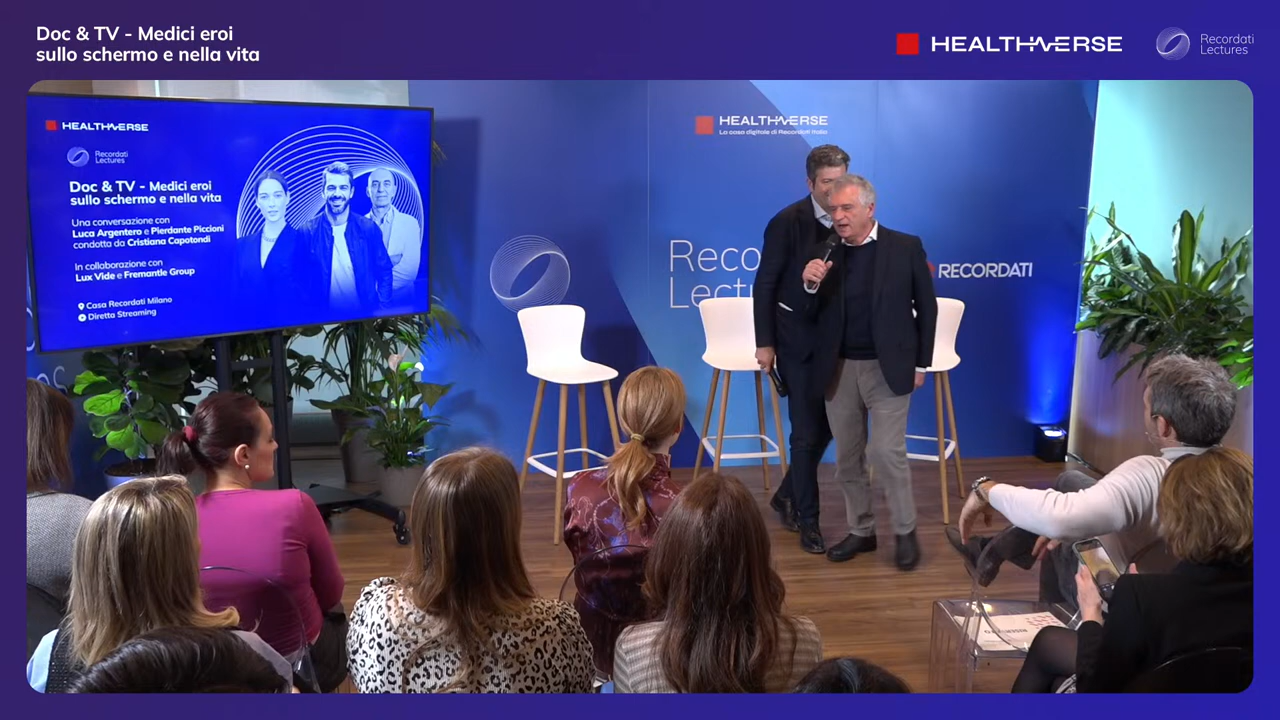 Doc & TV - Medici eroi
sullo schermo e nella vita
HEALTHVERSE
Recordati
Lectures
HEALTHVERSE
Recordati
Lectures
Doc & TV - Medici eroi
sullo schermo e nella vita
Una conversazione con
Luca Argentero e Pierdante Piccioni
condotta da Cristiana Capotondi
In collaborazione con
Lux Vide e Fremantle Group
Casa Recordati Milano
Diretta Streaming
HEALTHVERSE
La casa digitale di Recordati Italia
Reco
Lectu
RECORDATI